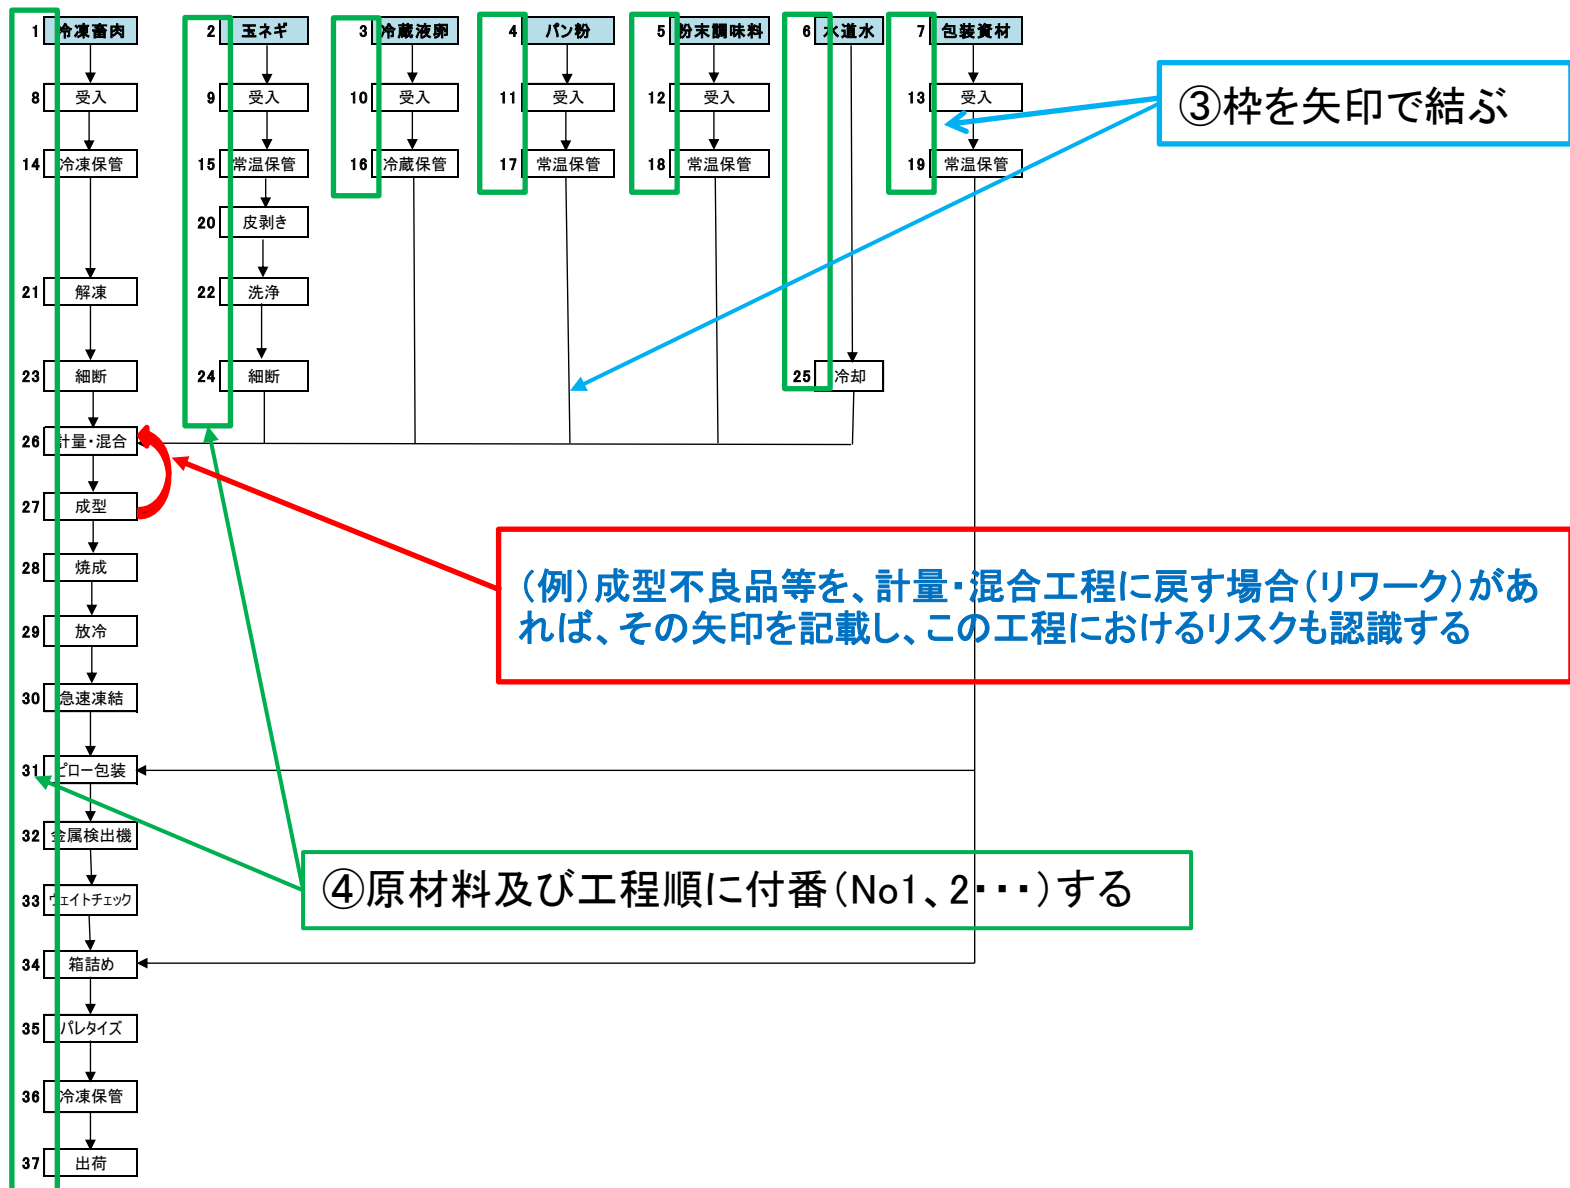 1 冷凍畜肉 2 玉ネギ 3 冷蔵液卵 4 パン粉 5 粉末調味料 6 水道水 7 包装資材
8 受入 9 受入 10 受入 11 受入 12 受入 13 受入
③枠を矢印で結ぶ
14 冷凍保管 15 常温保管 16 冷蔵保管 17 常温保管 18 常温保管 19 常温保管
20 皮剥き
21 解凍 22 洗浄
23 細断 24 細断 25 冷却
26 計量・混合
27 成型
28 焼成
(例)成型不良品等を、計量・混合工程に戻す場合(リワーク)があ
れば、その矢印を記載し、この工程におけるリスクも認識する
29 放冷
30 急速凍結
31 ピロー包装
32 金属検出機
④原材料及び工程順に付番(No1、2・・・)する
33 ウェイトチェック
34 箱詰め
35 パレタイズ
36 冷凍保管
37 出荷